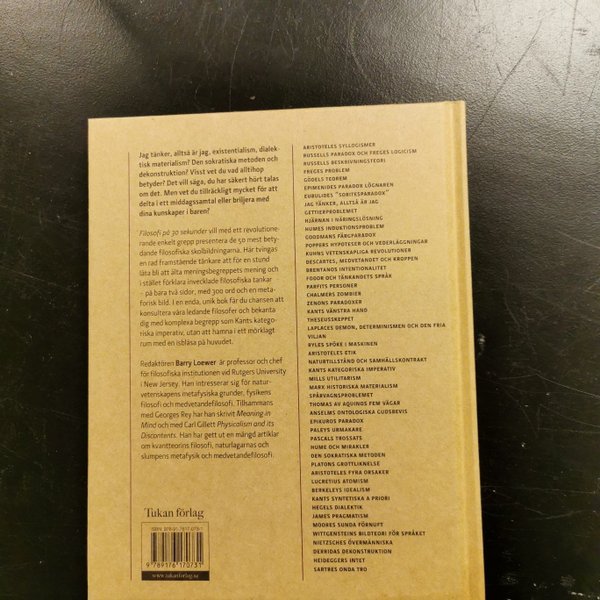 Jag tänker, alltså är jag, existentialism, dialek-
tisk materialism? Den sokratiska metoden och
dekonstruktion? Visst vet du vad alltihop
betyder? Det vill säga, du har säkert hört talas
om det. Men vet du tillräckligt mycket för att
delta i ett middagssamtal eller briljera med
dina kunskaper i baren?
Filosofi på 30 sekunder vill med ett revolutione-
rande enkelt grepp presentera de 50 mest bety-
dande filosofiska skolbildningarna. Här tvingas
en rad framstående tänkare att för en stund
låta bli att älta meningsbegreppets mening och
i stället förklara invecklade filosofiska tankar
– på bara två sidor, med 300 ord och en meta-
forisk bild. I en enda, unik bok får du chansen att
konsultera våra ledande filosofer och bekanta
dig med komplexa begrepp som Kants katego-
riska imperativ, utan att hamna i ett mörklagt
rum med en isblåsa på huvudet.
Redaktören Barry Loewer är professor och chef
för filosofiska institutionen vid Rutgers University
i New Jersey. Han intresserar sig för natur-
vetenskapens metafysiska grunder, fysikens
filosofi och medvetandefilosofi. Tillsammans
med Georges Rey har han skrivit Meaning in
Mind och med Carl Gillett Physicalism and its
Discontents. Han har gett ut en mängd artiklar
om kvantteorins filosofi, naturlagarnas och
slumpens metafysik och medvetandefilosofi.
Tukan förlag
ISBN: 978-91-7617-073-1
9 789176 170731
www.tukanforlag.se
ARISTOTELES SYLLOGISMER
RUSSELLS PARADOX OCH FREGES LOGICISM
RUSSELLS BESKRIVNINGSTEORI
FREGES PROBLEM
GÖDELS TEOREM
EPIMENIDES PARADOX LÖGNAREN
EUBULIDES "SORITESPARADOX"
JAG TÄNKER, ALLTSÅ ÄR JAG
GETTIERPROBLEMET
HJÄRNAN I NÄRINGSLÖSNING
HUMES INDUKTIONSPROBLEM
GOODMANS FÄRGPARADOX
POPPERS HYPOTESER OCH VEDERLÄGGNINGAR
KUHNS VETENSKAPLIGA REVOLUTIONER
DESCARTES, MEDVETANDET OCH KROPPEN
BRENTANOS INTENTIONALITET
FODOR OCH TÄNKANDETS SPRÅK
PARFITS PERSONER
CHALMERS ZOMBIER
ZENONS PARADOXER
KANTS VÄNSTRA HAND
THESEUSSKEPPET
LAPLACES DEMON, DETERMINISMEN OCH DEN FRIA
VILJAN
RYLES SPÖKE I MASKINEN
ARISTOTELES ETIK
NATURTILLSTÅND OCH SAMHÄLLSKONTRAKT
KANTS KATEGORISKA IMPERATIV
MILLS UTILITARISM
MARX HISTORISKA MATERIALISM
SPÅRVAGNSPROBLEMET
THOMAS AV AQUINOS FEM VÄGAR
ANSELMS ONTOLOGISKA GUDSBEVIS
EPIKUROS PARADOX
PALEYS URMAKARE
PASCALS TROSSATS
HUME OCH MIRAKLER
DEN SOKRATISKA METODEN
PLATONS GROTTLIKNELSE
ARISTOTELES FYRA ORSAKER
LUCRETIUS ATOMISM
BERKELEYS IDEALISM
KANTS SYNTETISKA A PRIORI
HEGELS DIALEKTIK
JAMES PRAGMATISM
MOORES SUNDA FÖRNUFT
WITTGENSTEINS BILDTEORI FÖR SPRÅKET
NIETZSCHES ÖVERMÄNNISKA
DERRIDAS DEKONSTRUKTION
HEIDEGGERS INTET
SARTRES ONDA TRO